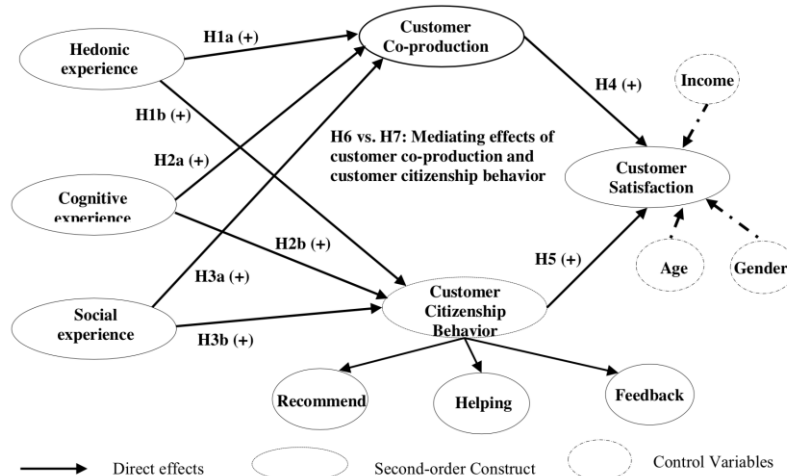 Hedonic
experience
H1a (+)
Customer
Co-production
H1b (+)
H4 (+)
Income
H2a (+)
H6 vs. H7: Mediating effects of
customer co-production and
customer citizenship behavior
Customer
Satisfaction
Cognitive
experience
H2b (+)
H3a (+)
H5 (+)
Age
Gender
Social
experience
H3b (+)
Customer
Citizenship
Behavior
Recommend
Helping
Feedback
Direct effects
Second-order Construct
Control Variables